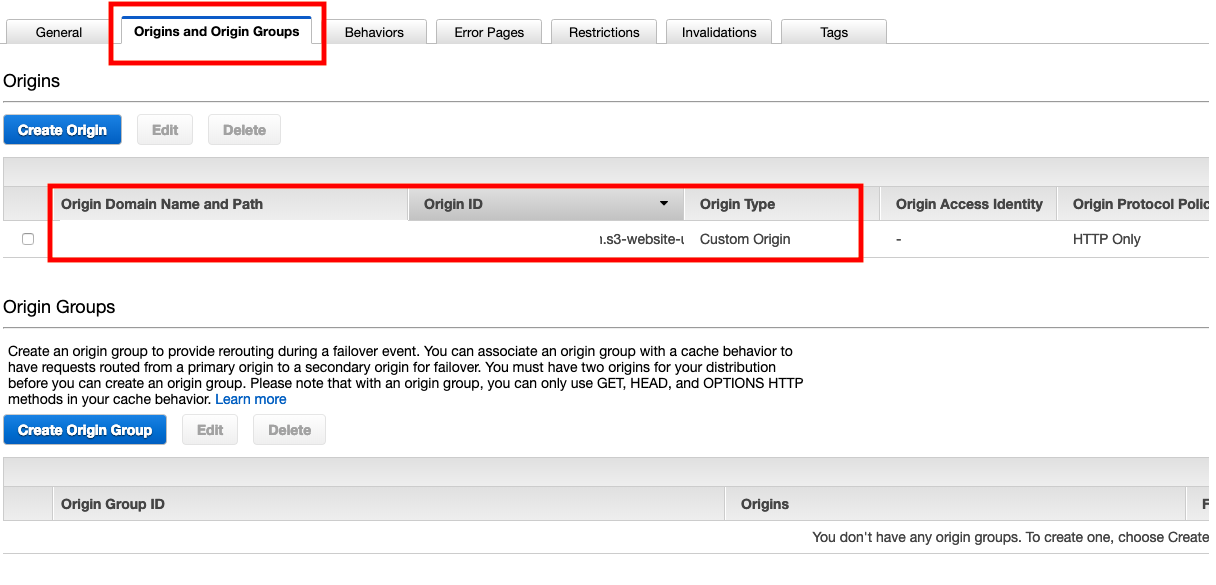 General Origins and Origin Groups Behaviors Error Pages Restrictions Invalidations Tags
Origins
Create Origin Edit Delete
Origin Domain Name and Path Origin ID Origin Type Origin Access Identity Origin Protocol Polic
.s3-website-u Custom Origin - HTTP Only
Origin Groups
Create an origin group to provide rerouting during a failover event. You can associate an origin group with a cache behavior to
have requests routed from a primary origin to a secondary origin for failover. You must have two origins for your distribution
before you can create an origin group. Please note that with an origin group, you can only use GET, HEAD, and OPTIONS HTTP
methods in your cache behavior. Learn more
Create Origin Group Edit Delete
Origin Group ID Origins F
You don't have any origin groups. To create one, choose Create